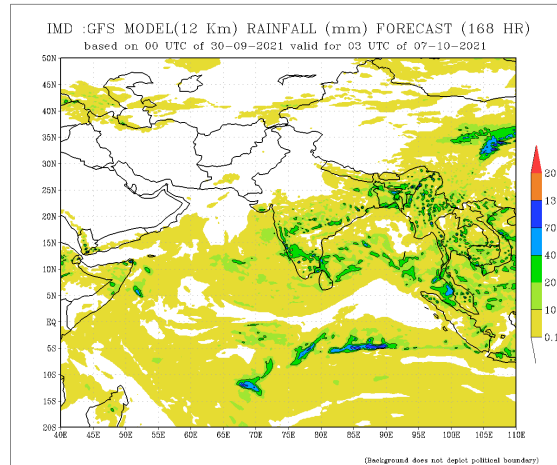 IMD :GFS MODEL(12 Km) RAINFALL (mm) FORECAST (168 HR)
based on 00 UTC of 30-09-2021 valid for 03 UTC of 07-10-2021
50N
45N
40N
35N
30N
25N
20N
15N
10N
5N
EQ
5S
10S
15S
20S
40E 45E 50E 55E 60E 65E 70E 75E 80E 85E 90E 95E 100E 105E 110E
20
13
70
40
20
10
0.1
(Background does not depict political boundary)